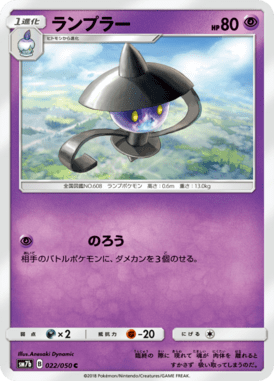 1進化 ランプラー HP80
ヒトモシから進化
全国図鑑NO.608 ランプポケモン 高さ:0.6m 重さ:13.0kg
のろう
相手のバトルポケモンに、ダメカンを3個のせる。
弱点 ×2 抵抗力 -20 にげる
Illus. Anesaki Dynamic
sm7b B 022/050 C
臨終の際に現れて魂が肉体を離れると
すかさず吸い取ってしまうのだ。
©2018 Pokémon/Nintendo/Creatures/GAME FREAK.